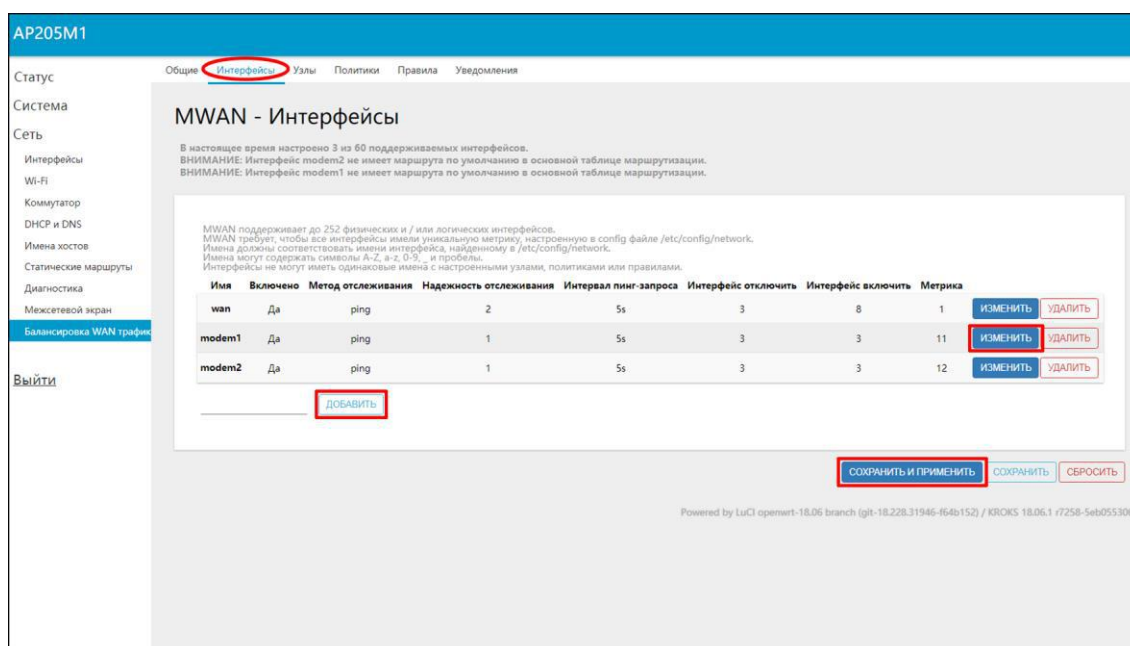 AP205M1
Статус
Система
Сеть
Интерфейсы
Wi-Fi
Коммутатор
DHCP и DNS
Имена хостов
Статические маршруты
Диагностика
Межсетевой экран
Балансировка WAN трафик
Выйти
Общие Интерфейсы Узлы Политики Правила Уведомления
MWAN - Интерфейсы
В настоящее время настроено 3 из 60 поддерживаемых интерфейсов.
ВНИМАНИЕ: Интерфейс modem2 не имеет маршрута по умолчанию в основной таблице маршрутизации.
ВНИМАНИЕ: Интерфейс modem1 не имеет маршрута по умолчанию в основной таблице маршрутизации.
MWAN поддерживает до 252 физических и / или логических интерфейсов.
MWAN требует, чтобы все интерфейсы имели уникальную метрику, настроенную в config файле /etc/config/network.
Имена должны соответствовать имени интерфейса, найденному в /etc/config/network.
Имена могут содержать символы A-Z, a-z, 0-9, _ и пробелы.
Интерфейсы не могут иметь одинаковые имена с настроенными узлами, политиками или правилами.
Имя Включено Метод отслеживания Надежность отслеживания Интервал пинг-запроса Интерфейс отключить Интерфейс включить Метрика
wan Да ping 2 5s 3 8 1 ИЗМЕНИТЬ УДАЛИТЬ
modem1 Да ping 1 5s 3 3 11 ИЗМЕНИТЬ УДАЛИТЬ
modem2 Да ping 1 5s 3 3 12 ИЗМЕНИТЬ УДАЛИТЬ
ДОБАВИТЬ
СОХРАНИТЬ И ПРИМЕНИТЬ СОХРАНИТЬ СБРОСИТЬ
Powered by LuCI openwrt-18.06 branch (git-18.228.31946-f64b152) / KROKS 18.06.1 r7258-5eb05530